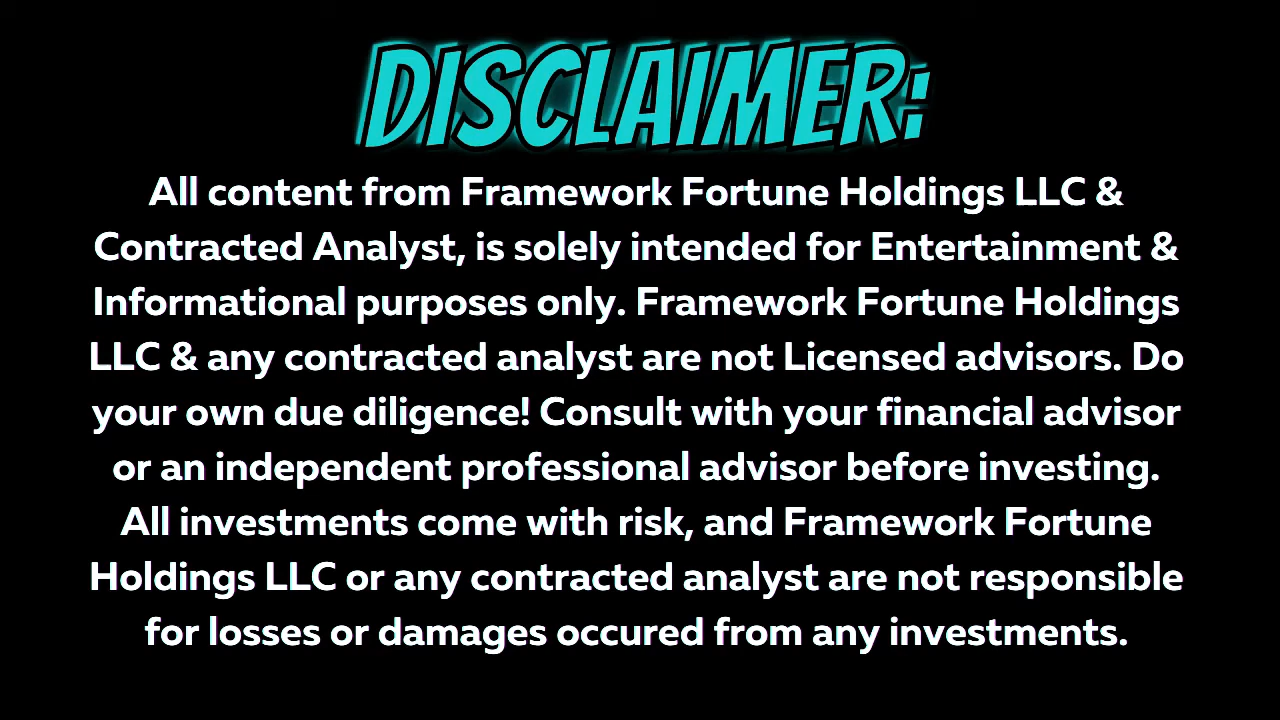 DISCLAIMER:
All content from Framework Fortune Holdings LLC &
Contracted Analyst, is solely intended for Entertainment &
Informational purposes only. Framework Fortune Holdings
LLC & any contracted analyst are not Licensed advisors. Do
your own due diligence! Consult with your financial advisor
or an independent professional advisor before investing.
All investments come with risk, and Framework Fortune
Holdings LLC or any contracted analyst are not responsible
for losses or damages occured from any investments.